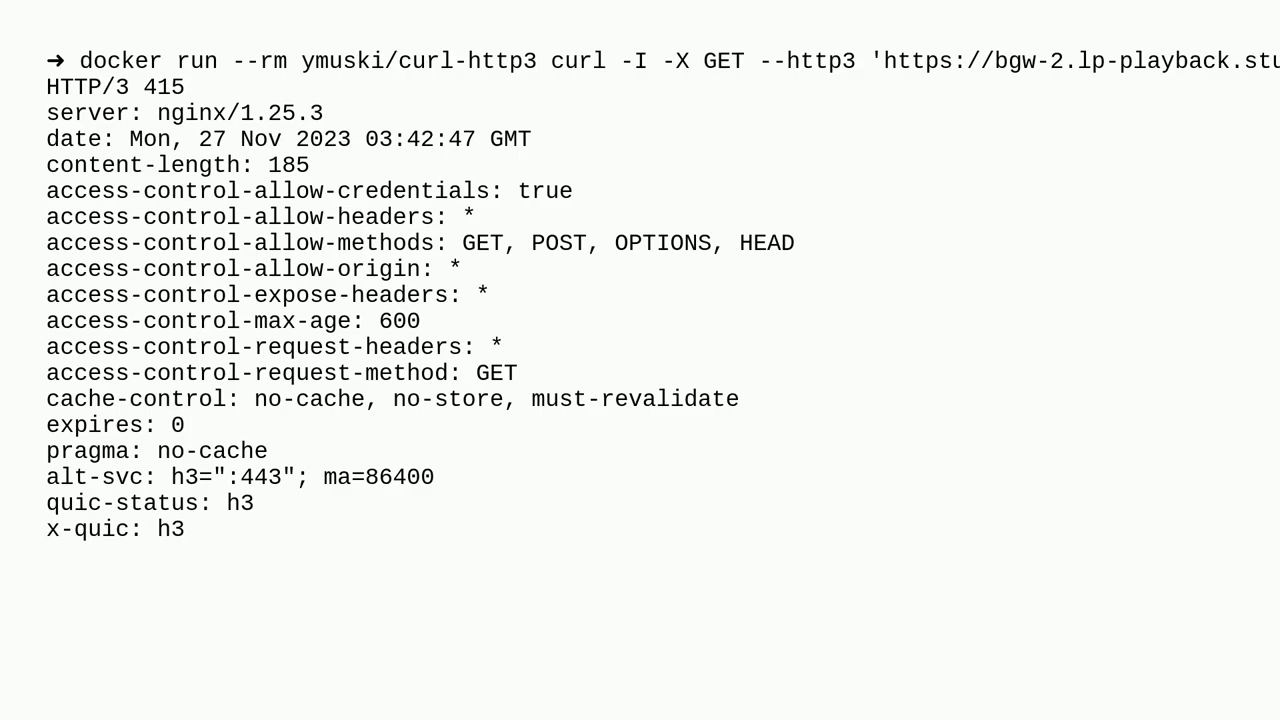 ➜ docker run --rm ymuski/curl-http3 curl -I -X GET --http3 'https://bgw-2.lp-playback.stu
HTTP/3 415
server: nginx/1.25.3
date: Mon, 27 Nov 2023 03:42:47 GMT
content-length: 185
access-control-allow-credentials: true
access-control-allow-headers: *
access-control-allow-methods: GET, POST, OPTIONS, HEAD
access-control-allow-origin: *
access-control-expose-headers: *
access-control-max-age: 600
access-control-request-headers: *
access-control-request-method: GET
cache-control: no-cache, no-store, must-revalidate
expires: 0
pragma: no-cache
alt-svc: h3=":443"; ma=86400
quic-status: h3
x-quic: h3